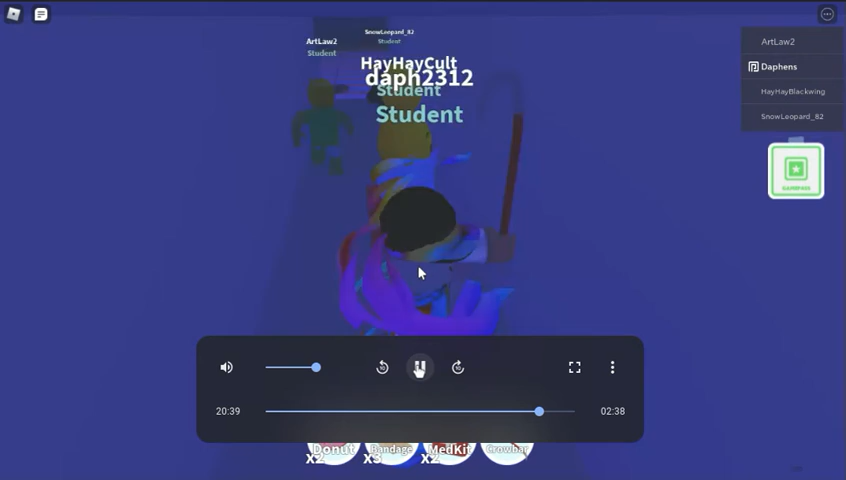 SnowLeopard_82
Student
ArtLaw2
Student
HayHayCult
daph2312
Student
Student
ArtLaw2
Daphens
HayHayBlackwing
SnowLeopard_82
GAMEPASS
20:39
02:38
Donut
Bandage
MedKit
Crowbar
x2
x3
x2